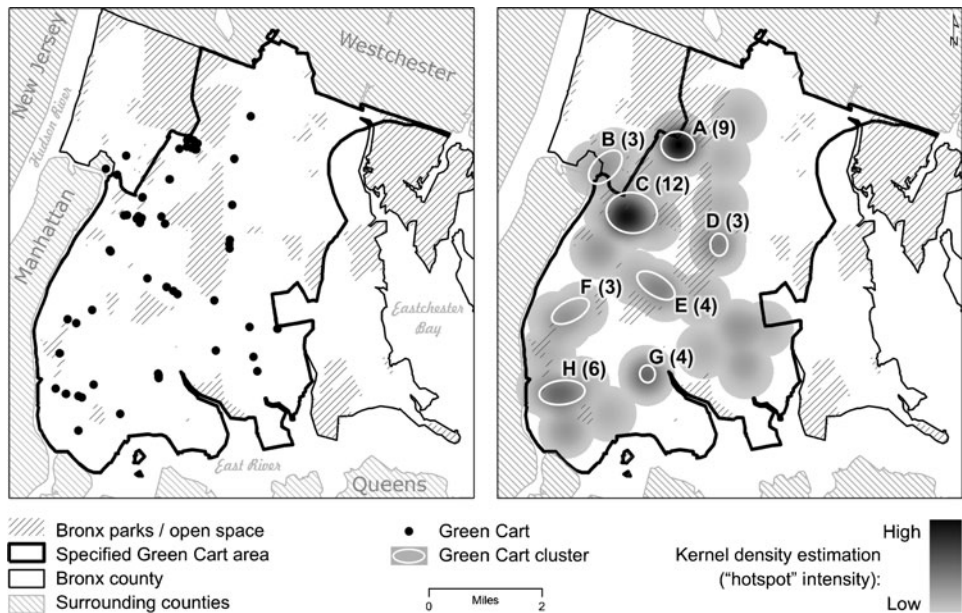 New Jersey
Hudson River
Westchester
Manhattan
Eastchester
Bay
East River
Queens
N
A (9)
B (3)
C (12)
D (3)
F (3)
E (4)
G (4)
H (6)
Bronx parks / open space
Specified Green Cart area
Bronx county
Surrounding counties
Green Cart
Green Cart cluster
Miles
0 2
High
Kernel density estimation
("hotspot" intensity):
Low